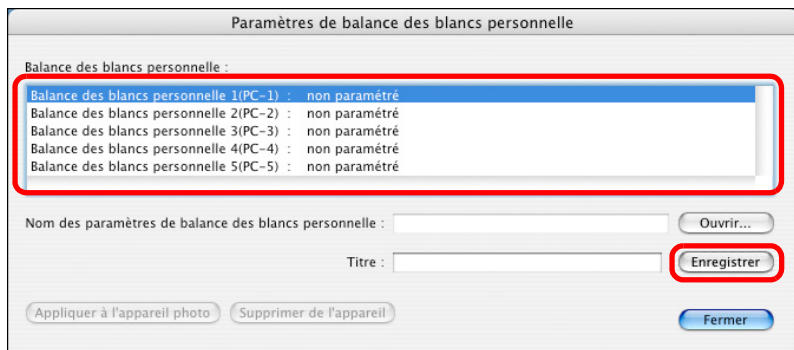 Paramètres de balance des blancs personnelle
Balance des blancs personnelle :
Balance des blancs personnelle 1(PC-1) : non paramétré
Balance des blancs personnelle 2(PC-2) : non paramétré
Balance des blancs personnelle 3(PC-3) : non paramétré
Balance des blancs personnelle 4(PC-4) : non paramétré
Balance des blancs personnelle 5(PC-5) : non paramétré
Nom des paramètres de balance des blancs personnelle : Ouvrir...
Titre : Enregistrer
Appliquer à l'appareil photo Supprimer de l'appareil
Fermer